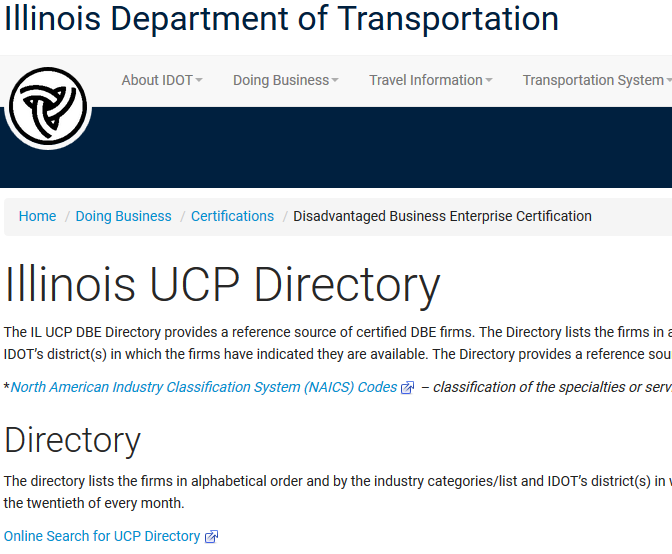 Illinois Department of Transportation
About IDOT Doing Business Travel Information Transportation System
Home / Doing Business / Certifications / Disadvantaged Business Enterprise Certification
Illinois UCP Directory
The IL UCP DBE Directory provides a reference source of certified DBE firms. The Directory lists the firms in
IDOT’s district(s) in which the firms have indicated they are available. The Directory provides a reference
*North American Industry Classification System (NAICS) Codes – classification of the specialties or
Directory
The directory lists the firms in alphabetical order and by the industry categories/list and IDOT’s district(s) in
the twentieth of every month.
Online Search for UCP Directory